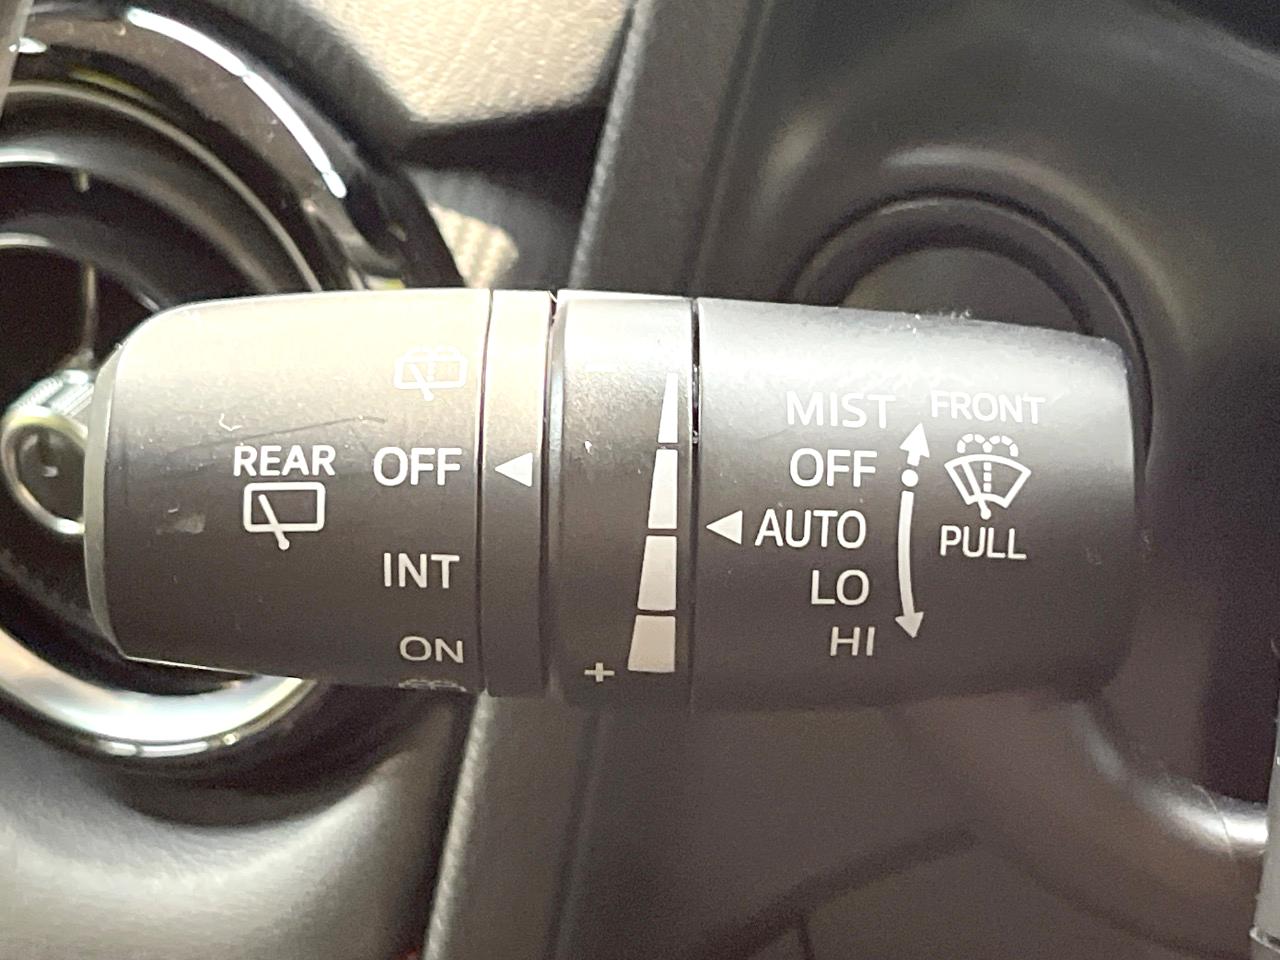 REAR
OFF
INT
ON
−
+
MIST
OFF
AUTO
LO
HI
FRONT
PULL